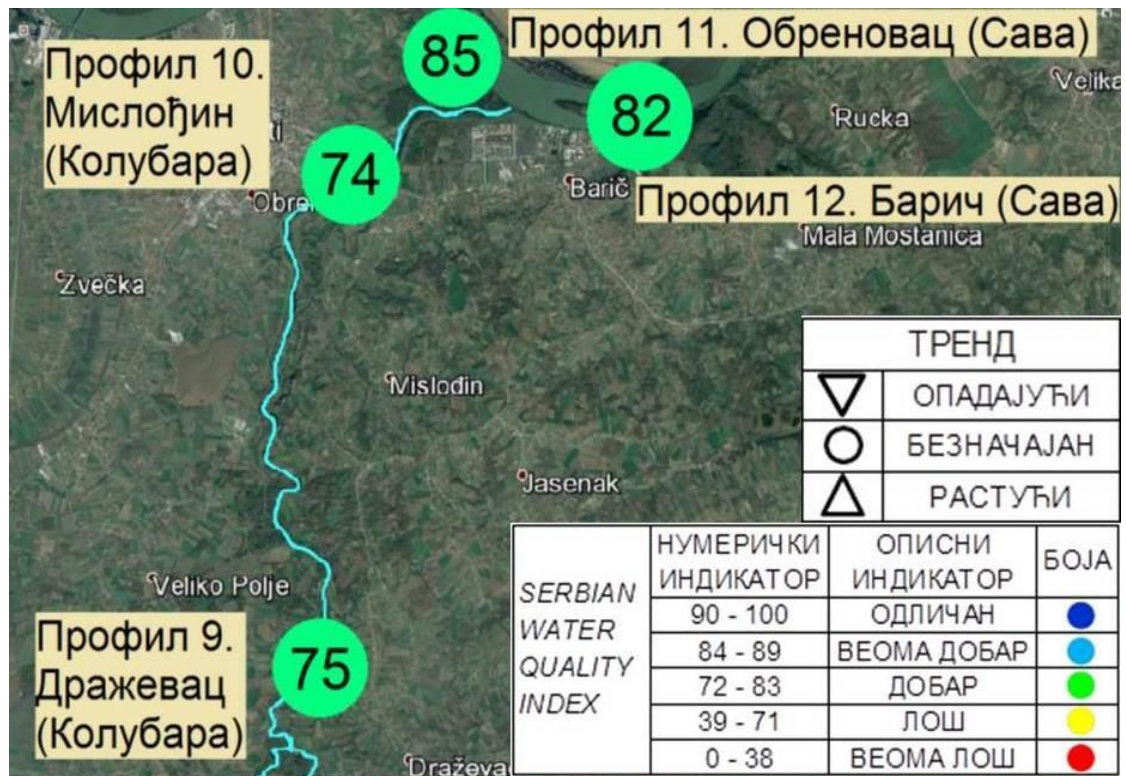 Профил 10.
Мислођин
(Колубара)
85
Профил 11. Обреновац (Сава)
82
Velika
Rucka
74
Barič
Профил 12. Барич (Сава)
Mala Moštanica
Zvečka
Mislođin
Jasenak
Veliko Polje
Профил 9.
Дражевац
(Колубара)
75
ТРЕНД
ОПАДАЈУЋИ
БЕЗНАЧАЈАН
РАСТУЋИ
SERBIAN
WATER
QUALITY
INDEX
НУМЕРИЧКИ
ИНДИКАТОР
ОПИСНИ
ИНДИКАТОР
БОЈА
90 - 100 ОДЛИЧАН
84 - 89 ВЕОМА ДОБАР
72 - 83 ДОБАР
39 - 71 ЛОШ
0 - 38 ВЕОМА ЛОШ